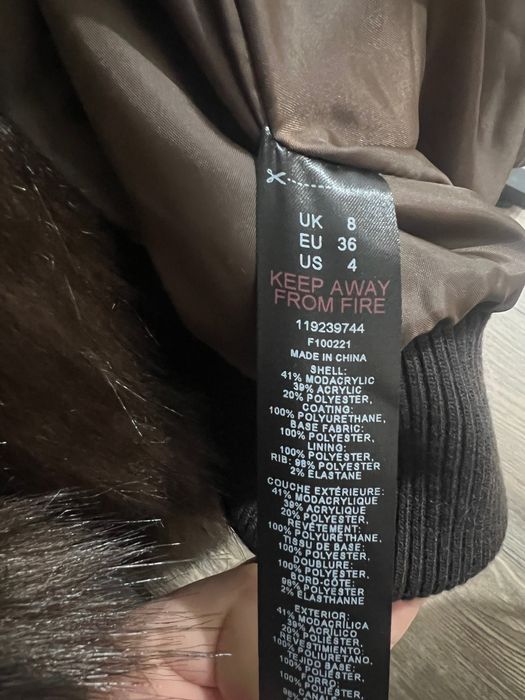 UK 8
EU 36
US 4
KEEP AWAY
FROM FIRE
119239744
F100221
MADE IN CHINA
SHELL:
41% MODACRYLIC
39% ACRYLIC
20% POLYESTER,
COATING:
100% POLYURETHANE,
BASE FABRIC:
100% POLYESTER,
LINING:
100% POLYESTER,
RIB: 98% POLYESTER
2% ELASTANE
COUCHE EXTÉRIEURE:
41% MODACRYLIQUE
39% ACRYLIQUE
20% POLYESTER,
REVÊTEMENT:
100% POLYURÉTHANE,
TISSU DE BASE:
100% POLYESTER,
DOUBLURE:
100% POLYESTER,
BORD-CÔTE:
98% POLYESTER
2% ÉLASTHANNE
EXTERIOR:
41% MODACRÍLICA
39% ACRÍLICO
20% POLIÉSTER,
REVESTIMIENTO:
100% POLIURETANO,
TEJIDO BASE:
100% POLIÉSTER,
FORRO:
100% POLIÉSTER,